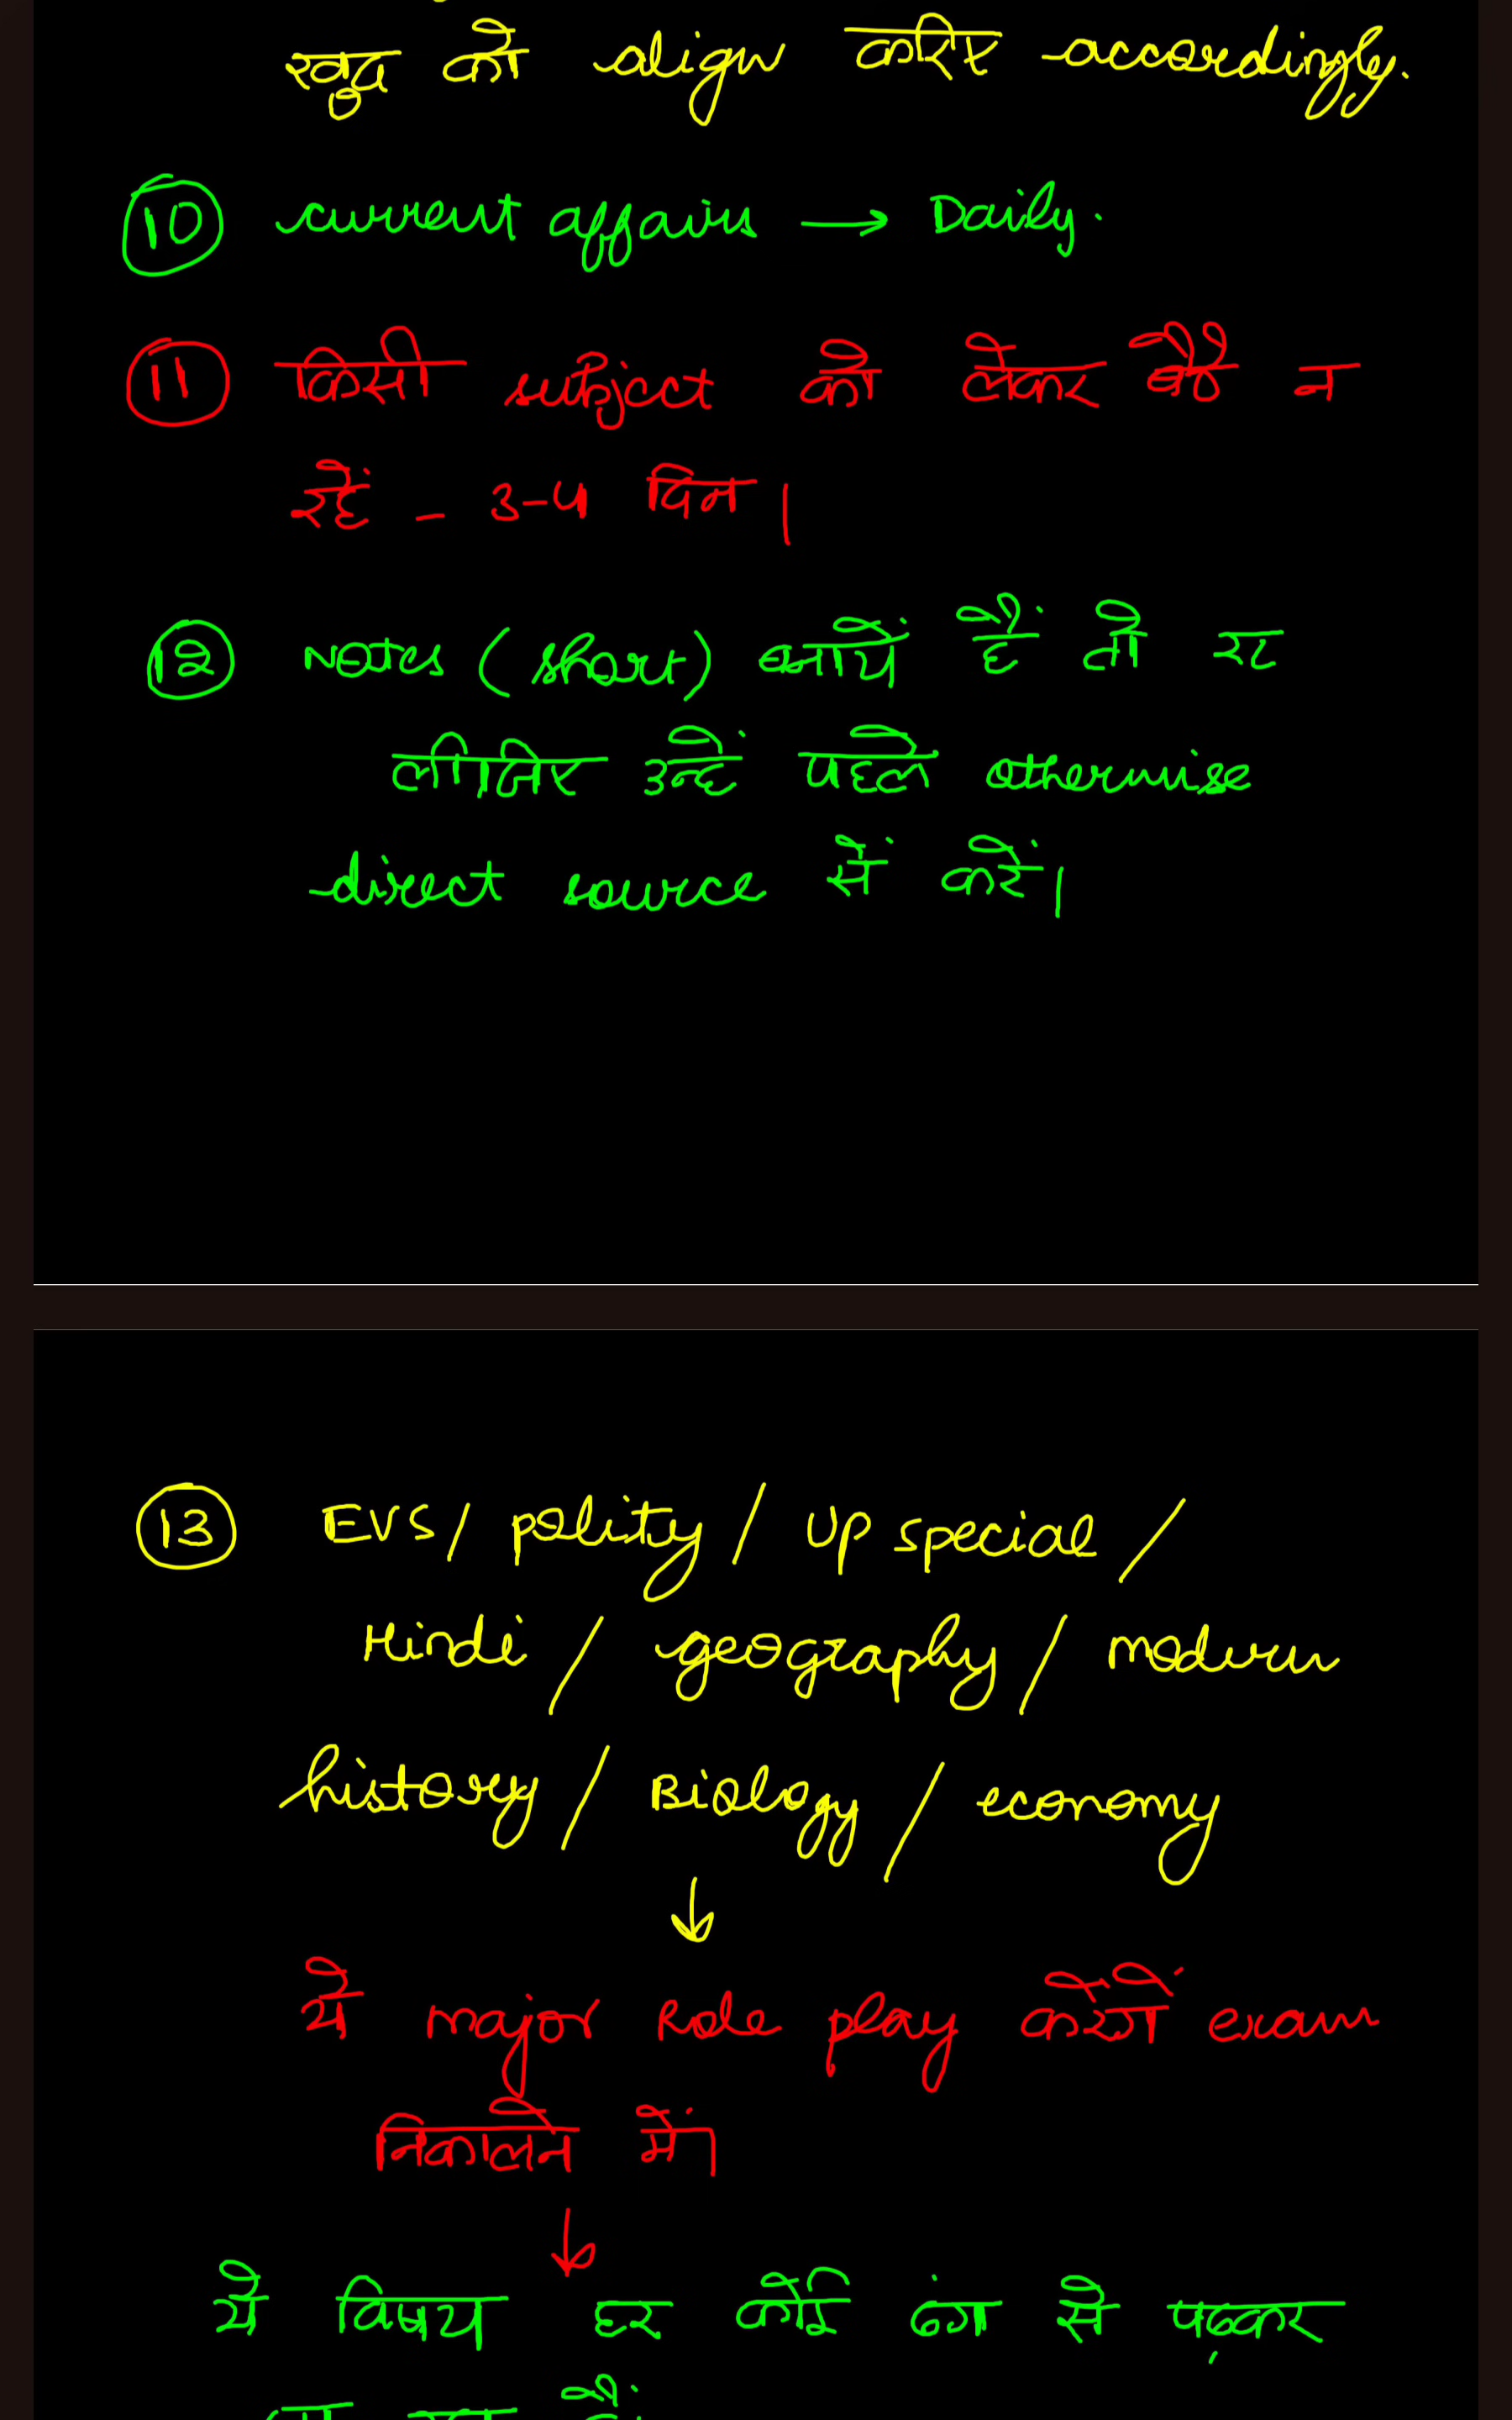 खुद को align करिए accordingly.
10 current affairs → Daily.
11 किसी subject को लेकर बैठे न
रहें - 3-4 दिन।
12 Notes (short) बनायें हैं तो रट
लीजिए उन्हें पहले otherwise
direct source से करें।
13 EVS / polity / UP special /
Hindi / geography / modern
history / Biology / economy
↓
ये major Role play करेंगें exam
निकालने में।
↓
ये विषय हर कोई ढंग से पढ़कर